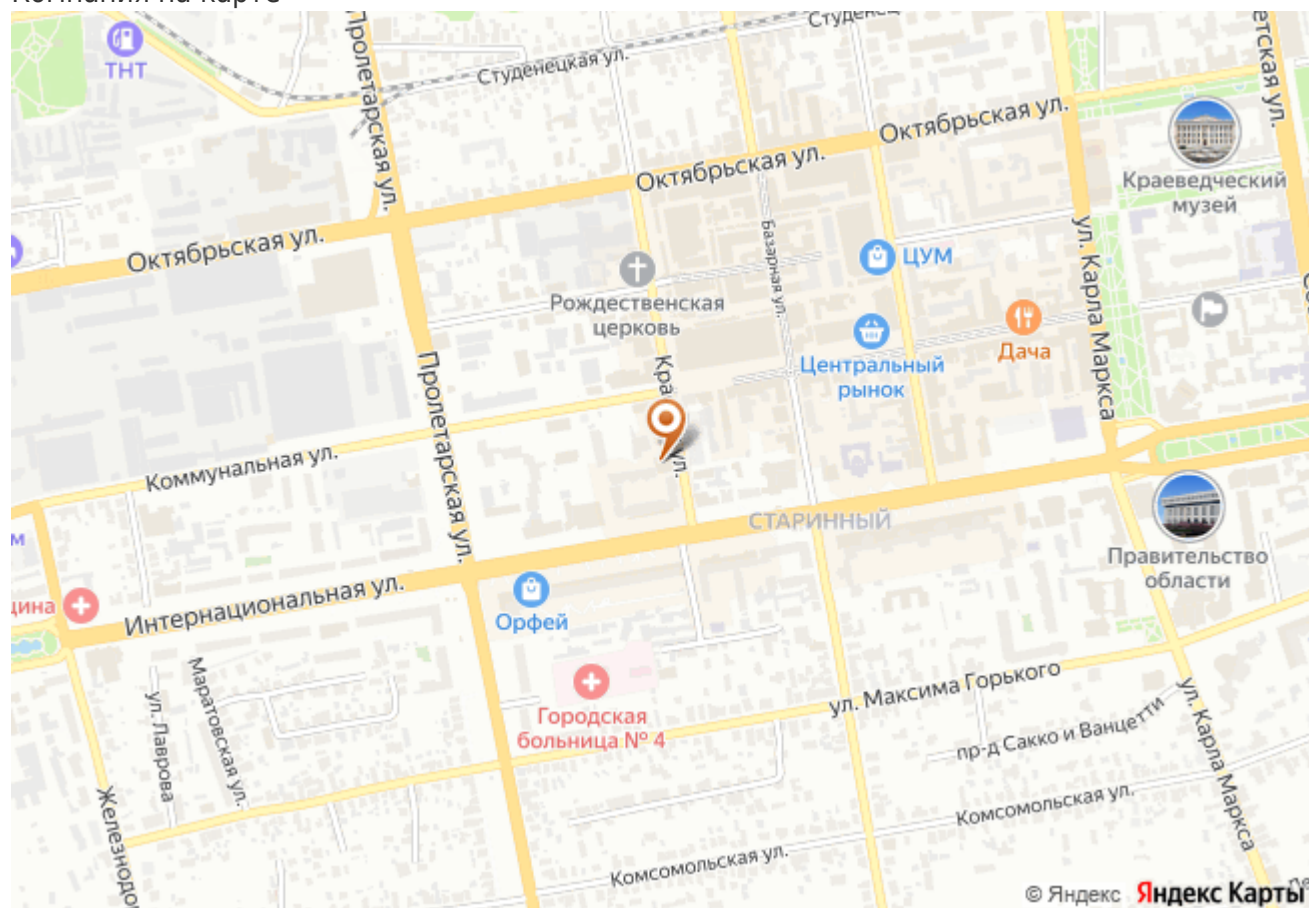 Компания на карте
ТНТ
Пролетарская ул.
Студенецкая ул.
Октябрьская ул.
Октябрьская ул.
Октябрьская ул.
Краеведческий
музей
Базарная ул.
ЦУМ
ул. Карла Маркса
Рождественская
церковь
Дача
Центральный
рынок
Пролетарская ул.
Коммунальная ул.
ул.
СТАРИННЫЙ
Правительство
области
Интернациональная ул.
Орфей
Маратовская ул.
ул. Лаврова
Городская
больница № 4
ул. Максима Горького
пр-д Сакко и Ванцетти
ул. Карла Маркса
Комсомольская ул.
Комсомольская ул.
© Яндекс Яндекс Карты